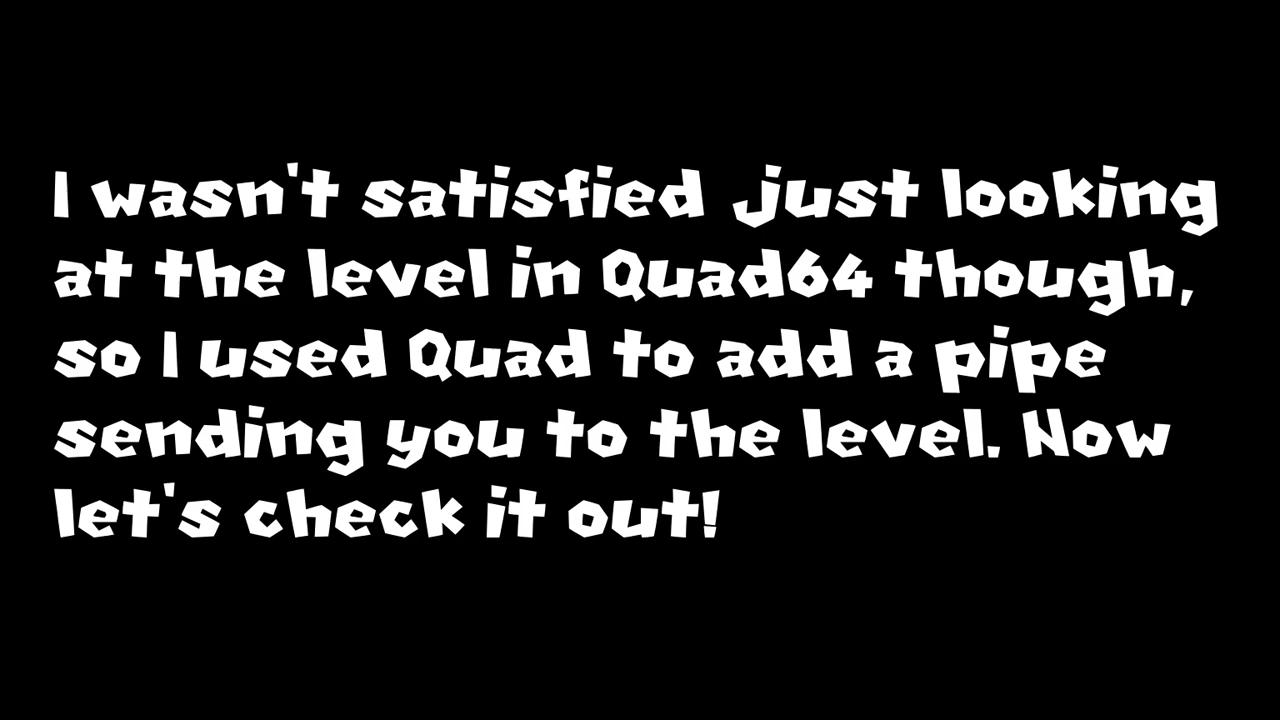 I wasn't satisfied just looking
at the level in Quad64 though,
so I used Quad to add a pipe
sending you to the level. Now
let's check it out!